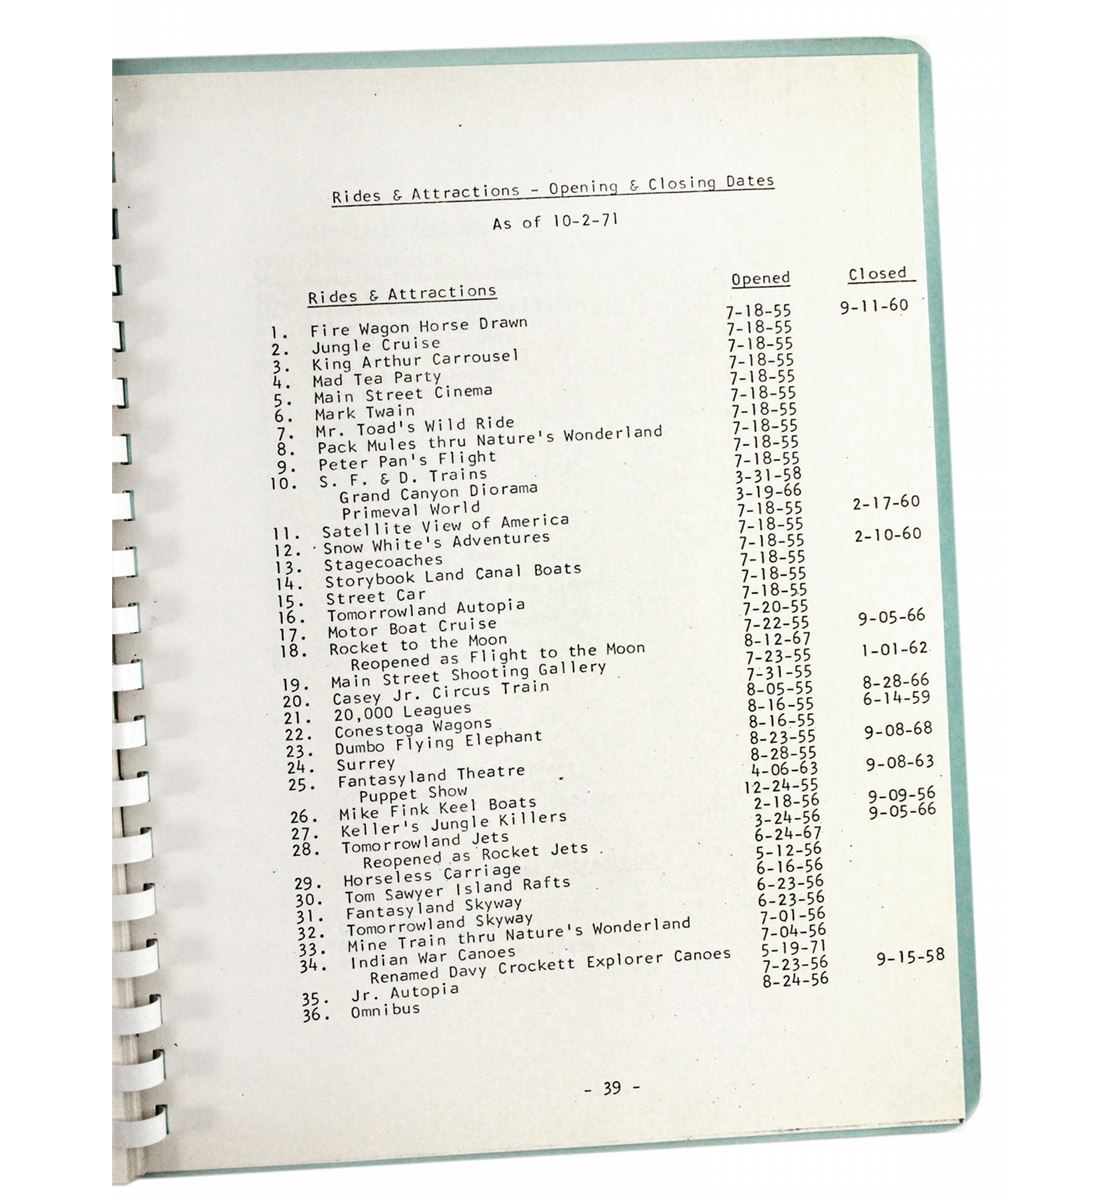 Rides & Attractions - Opening & Closing Dates
As of 10-2-71
Rides & Attractions Opened Closed
1. Fire Wagon Horse Drawn 7-18-55 9-11-60
2. Jungle Cruise 7-18-55
3. King Arthur Carrousel 7-18-55
4. Mad Tea Party 7-18-55
5. Main Street Cinema 7-18-55
6. Mark Twain 7-18-55
7. Mr. Toad's Wild Ride 7-18-55
8. Pack Mules thru Nature's Wonderland 7-18-55
9. Peter Pan's Flight 7-18-55
10. S. F. & D. Trains 7-18-55
Grand Canyon Diorama 3-31-58
Primeval World 3-19-66
11. Satellite View of America 7-18-55 2-17-60
12. Snow White's Adventures 7-18-55
13. Stagecoaches 7-18-55 2-10-60
14. Storybook Land Canal Boats 7-18-55
15. Street Car 7-18-55
16. Tomorrowland Autopia 7-18-55
17. Motor Boat Cruise 7-20-55
18. Rocket to the Moon 7-22-55 9-05-66
Reopened as Flight to the Moon 8-12-67
19. Main Street Shooting Gallery 7-23-55 1-01-62
20. Casey Jr. Circus Train 7-31-55
21. 20,000 Leagues 8-05-55 8-28-66
22. Conestoga Wagons 8-16-55 6-14-59
23. Dumbo Flying Elephant 8-16-55
24. Surrey 8-23-55 9-08-68
25. Fantasyland Theatre 8-28-55
Puppet Show 4-06-63 9-08-63
26. Mike Fink Keel Boats 12-24-55
27. Keller's Jungle Killers 2-18-56 9-09-56
28. Tomorrowland Jets 3-24-56 9-05-66
Reopened as Rocket Jets 6-24-67
29. Horseless Carriage 5-12-56
30. Tom Sawyer Island Rafts 6-16-56
31. Fantasyland Skyway 6-23-56
32. Tomorrowland Skyway 6-23-56
33. Mine Train thru Nature's Wonderland 7-01-56
34. Indian War Canoes 7-04-56
Renamed Davy Crockett Explorer Canoes 5-19-71
35. Jr. Autopia 7-23-56 9-15-58
36. Omnibus 8-24-56
- 39 -